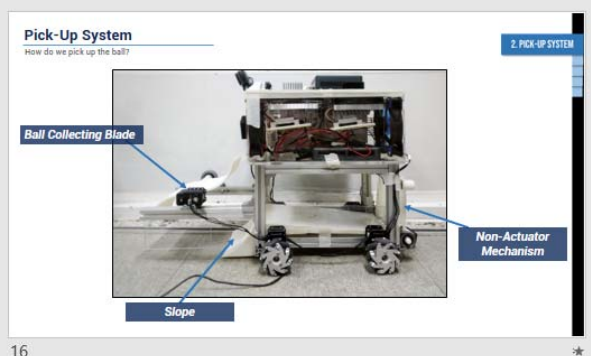 Pick-Up System
How do we pick up the ball?
2. PICK-UP SYSTEM
Ball Collecting Blade
Non-Actuator
Mechanism
Slope
16